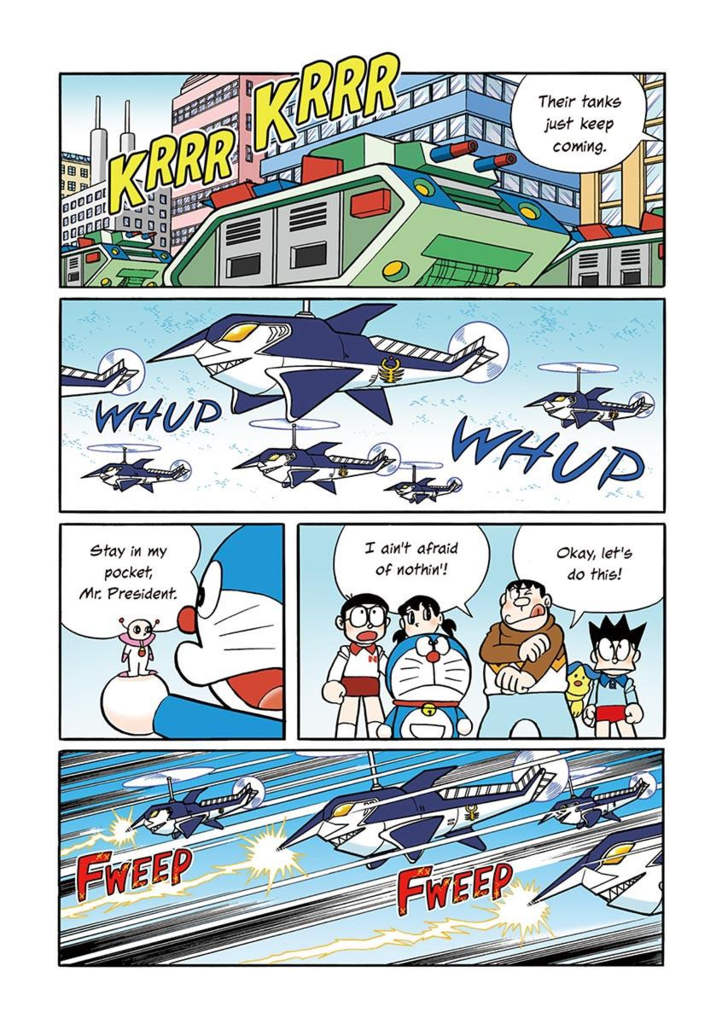 KRRR KRRR
Their tanks
just keep
coming.
WHUP
WHUP
Stay in my
pocket,
Mr. President.
I ain't afraid
of nothin'!
Okay, let's
do this!
FWEEP
FWEEP